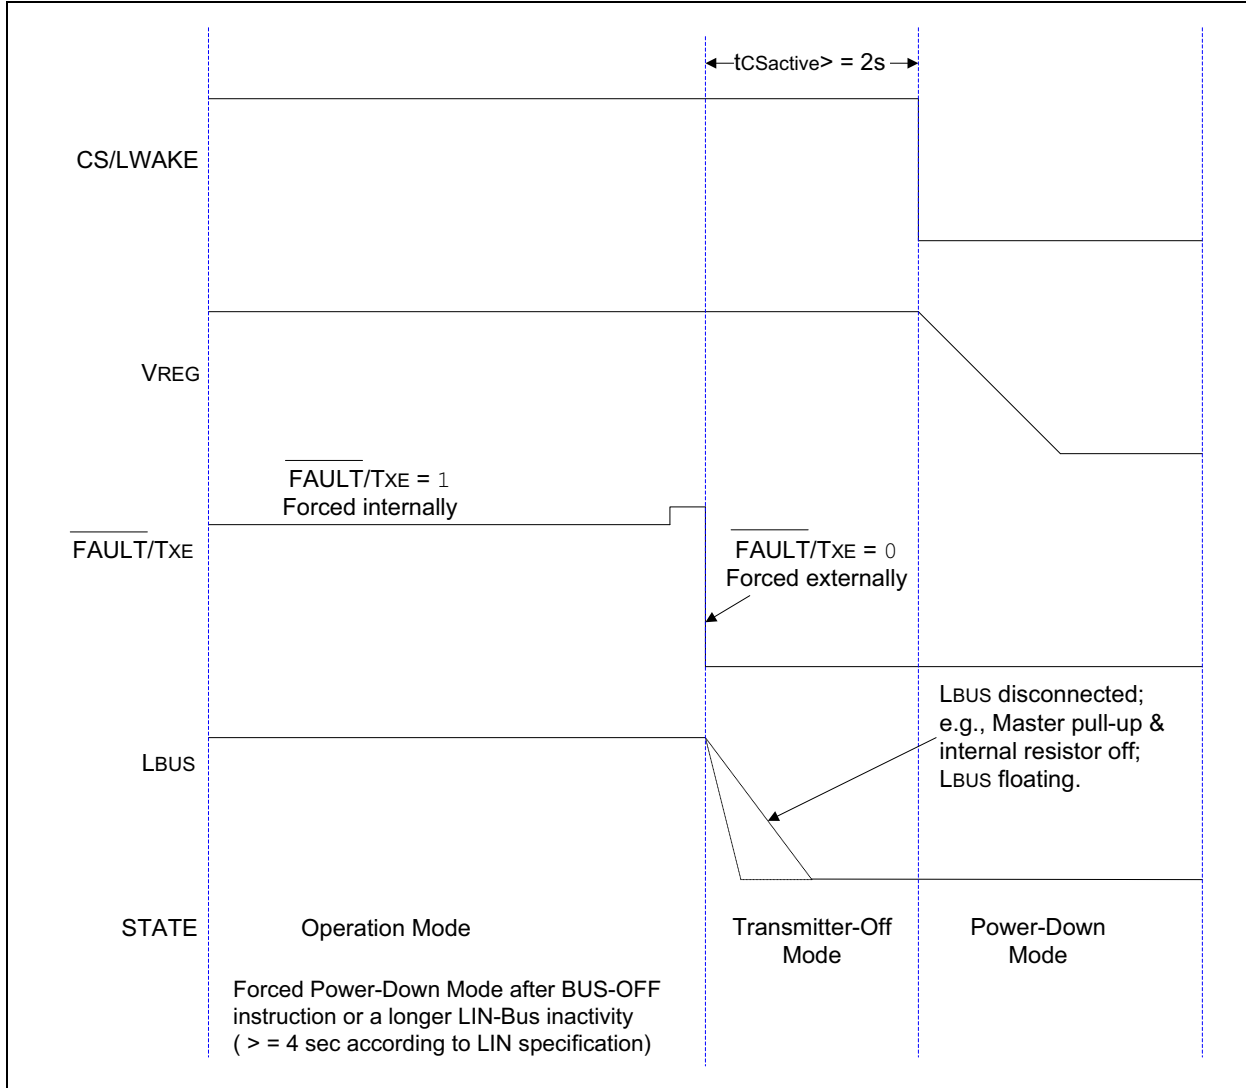 tCSactive> = 2s
CS/LWAKE
VREG
FAULT/TXE = 1
Forced internally
FAULT/TXE
FAULT/TXE = 0
Forced externally
LBUS disconnected;
e.g., Master pull-up &
internal resistor off;
LBUS floating.
LBUS
STATE
Operation Mode
Transmitter-Off
Mode
Power-Down
Mode
Forced Power-Down Mode after BUS-OFF
instruction or a longer LIN-Bus inactivity
( > = 4 sec according to LIN specification)